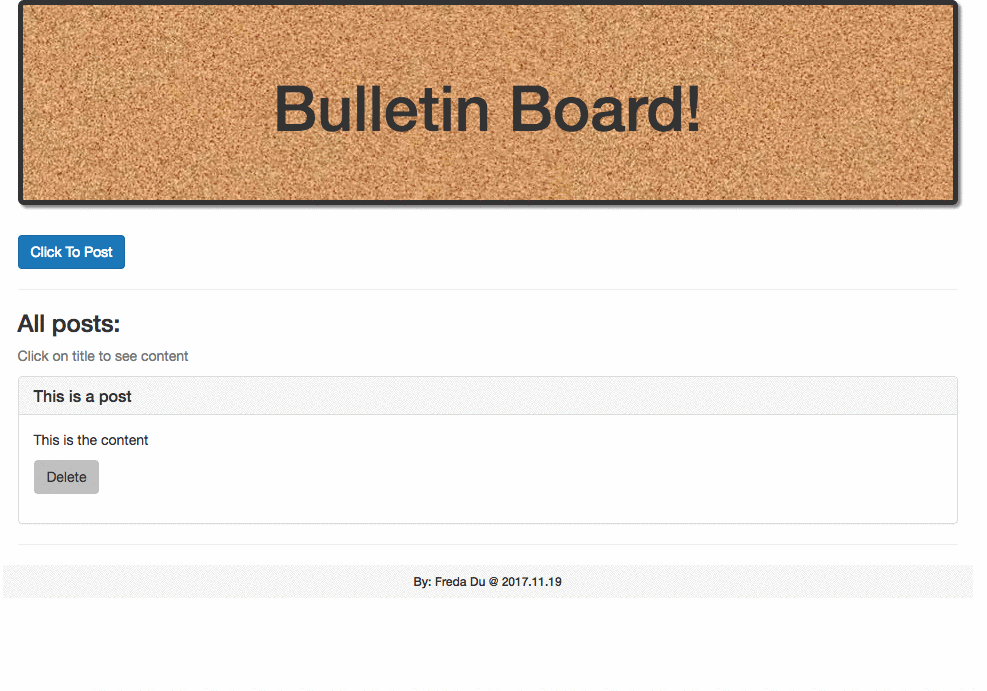 Bulletin Board!
Click To Post
All posts:
Click on title to see content
This is a post
This is the content
Delete
By: Freda Du @ 2017.11.19